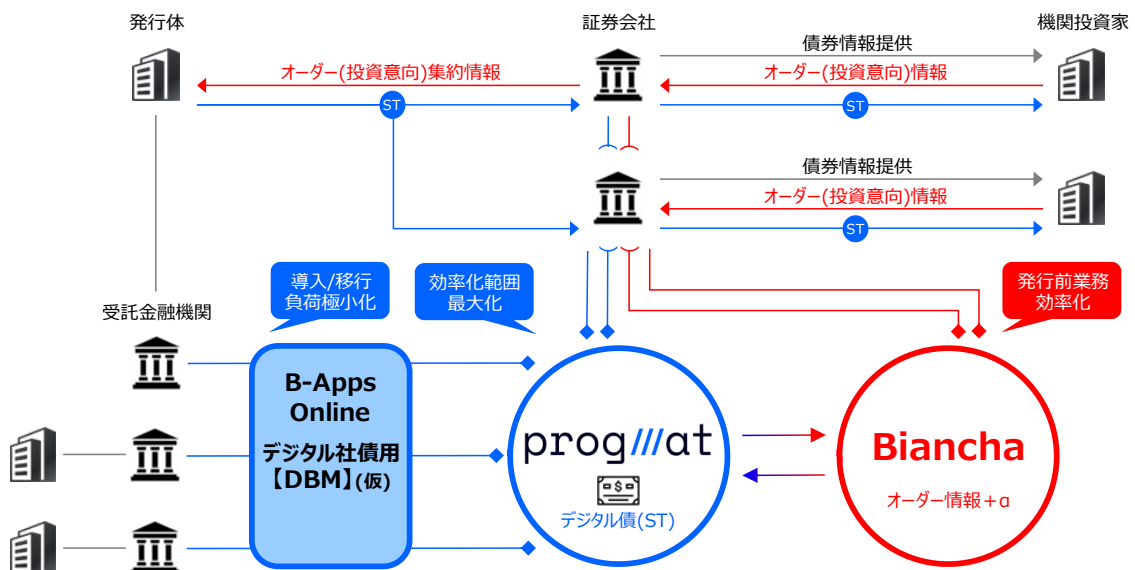 発行体
証券会社
機関投資家
債券情報提供
オーダー(投資意向)集約情報
オーダー(投資意向)情報
ST
ST
債券情報提供
オーダー(投資意向)情報
ST
導入/移行
負荷極小化
効率化範囲
最大化
発行前業務
効率化
受託金融機関
B-Apps
Online
デジタル社債用
【DBM】(仮)
progmat
$
デジタル債(ST)
Biancha
オーダー情報+α